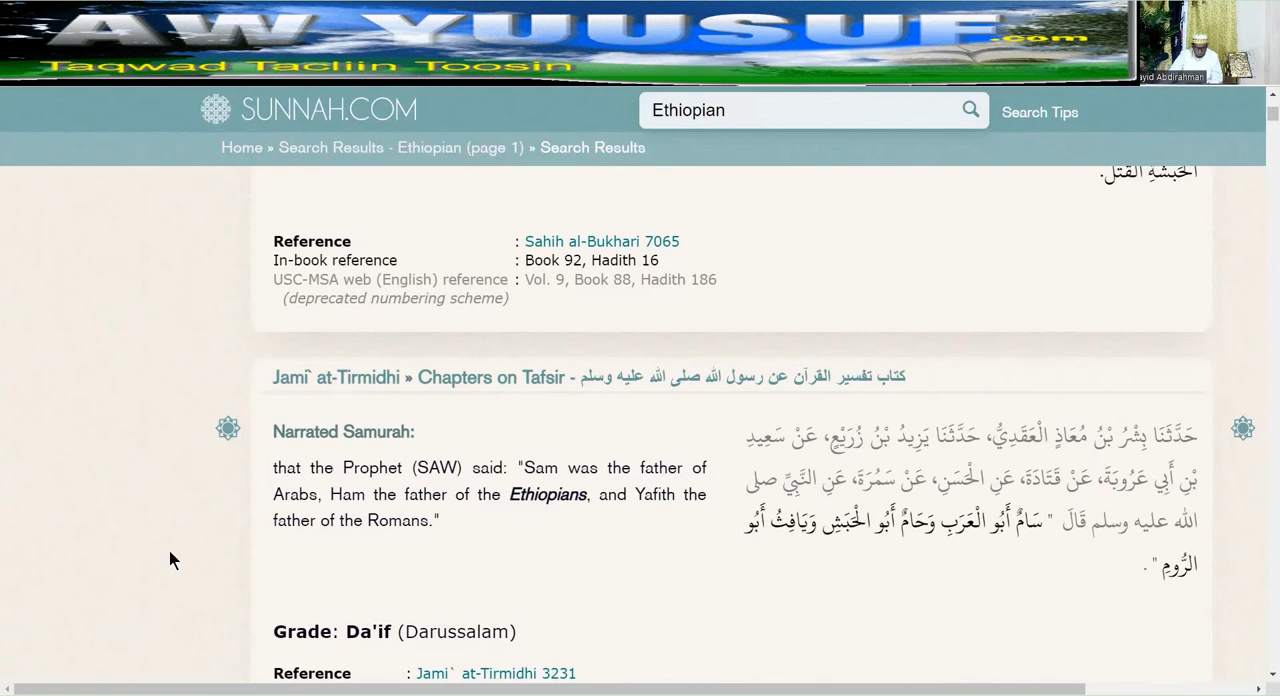 AW YUUSUF.com
Taqwad Tacliin Toosin
ayid Abdirahman
SUNNAH.COM
Ethiopian
Search Tips
Home » Search Results - Ethiopian (page 1) » Search Results
الْحَبَشَةِ الْقَتْلُ.
Reference : Sahih al-Bukhari 7065
In-book reference : Book 92, Hadith 16
USC-MSA web (English) reference : Vol. 9, Book 88, Hadith 186
(deprecated numbering scheme)
Jami` at-Tirmidhi » Chapters on Tafsir - كتاب تفسير القرآن عن رسول الله صلى الله عليه وسلم
Narrated Samurah:
that the Prophet (SAW) said: "Sam was the father of
Arabs, Ham the father of the Ethiopians, and Yafith the
father of the Romans."
حَدَّثَنَا بِشْرُ بْنُ مُعَاذٍ الْعَقَدِيُّ، حَدَّثَنَا يَزِيدُ بْنُ زُرَيْعٍ، عَنْ سَعِيدِ
بْنِ أَبِي عَرُوبَةَ، عَنْ قَتَادَةَ، عَنِ الْحَسَنِ، عَنْ سَمُرَةَ، عَنِ النَّبِيِّ صلى
الله عليه وسلم قَالَ " سَامٌ أَبُو الْعَرَبِ وَحَامٌ أَبُو الْحَبَشِ وَيَافِثُ أَبُو
الرُّومِ " .
Grade: Da'if (Darussalam)
Reference : Jami` at-Tirmidhi 3231